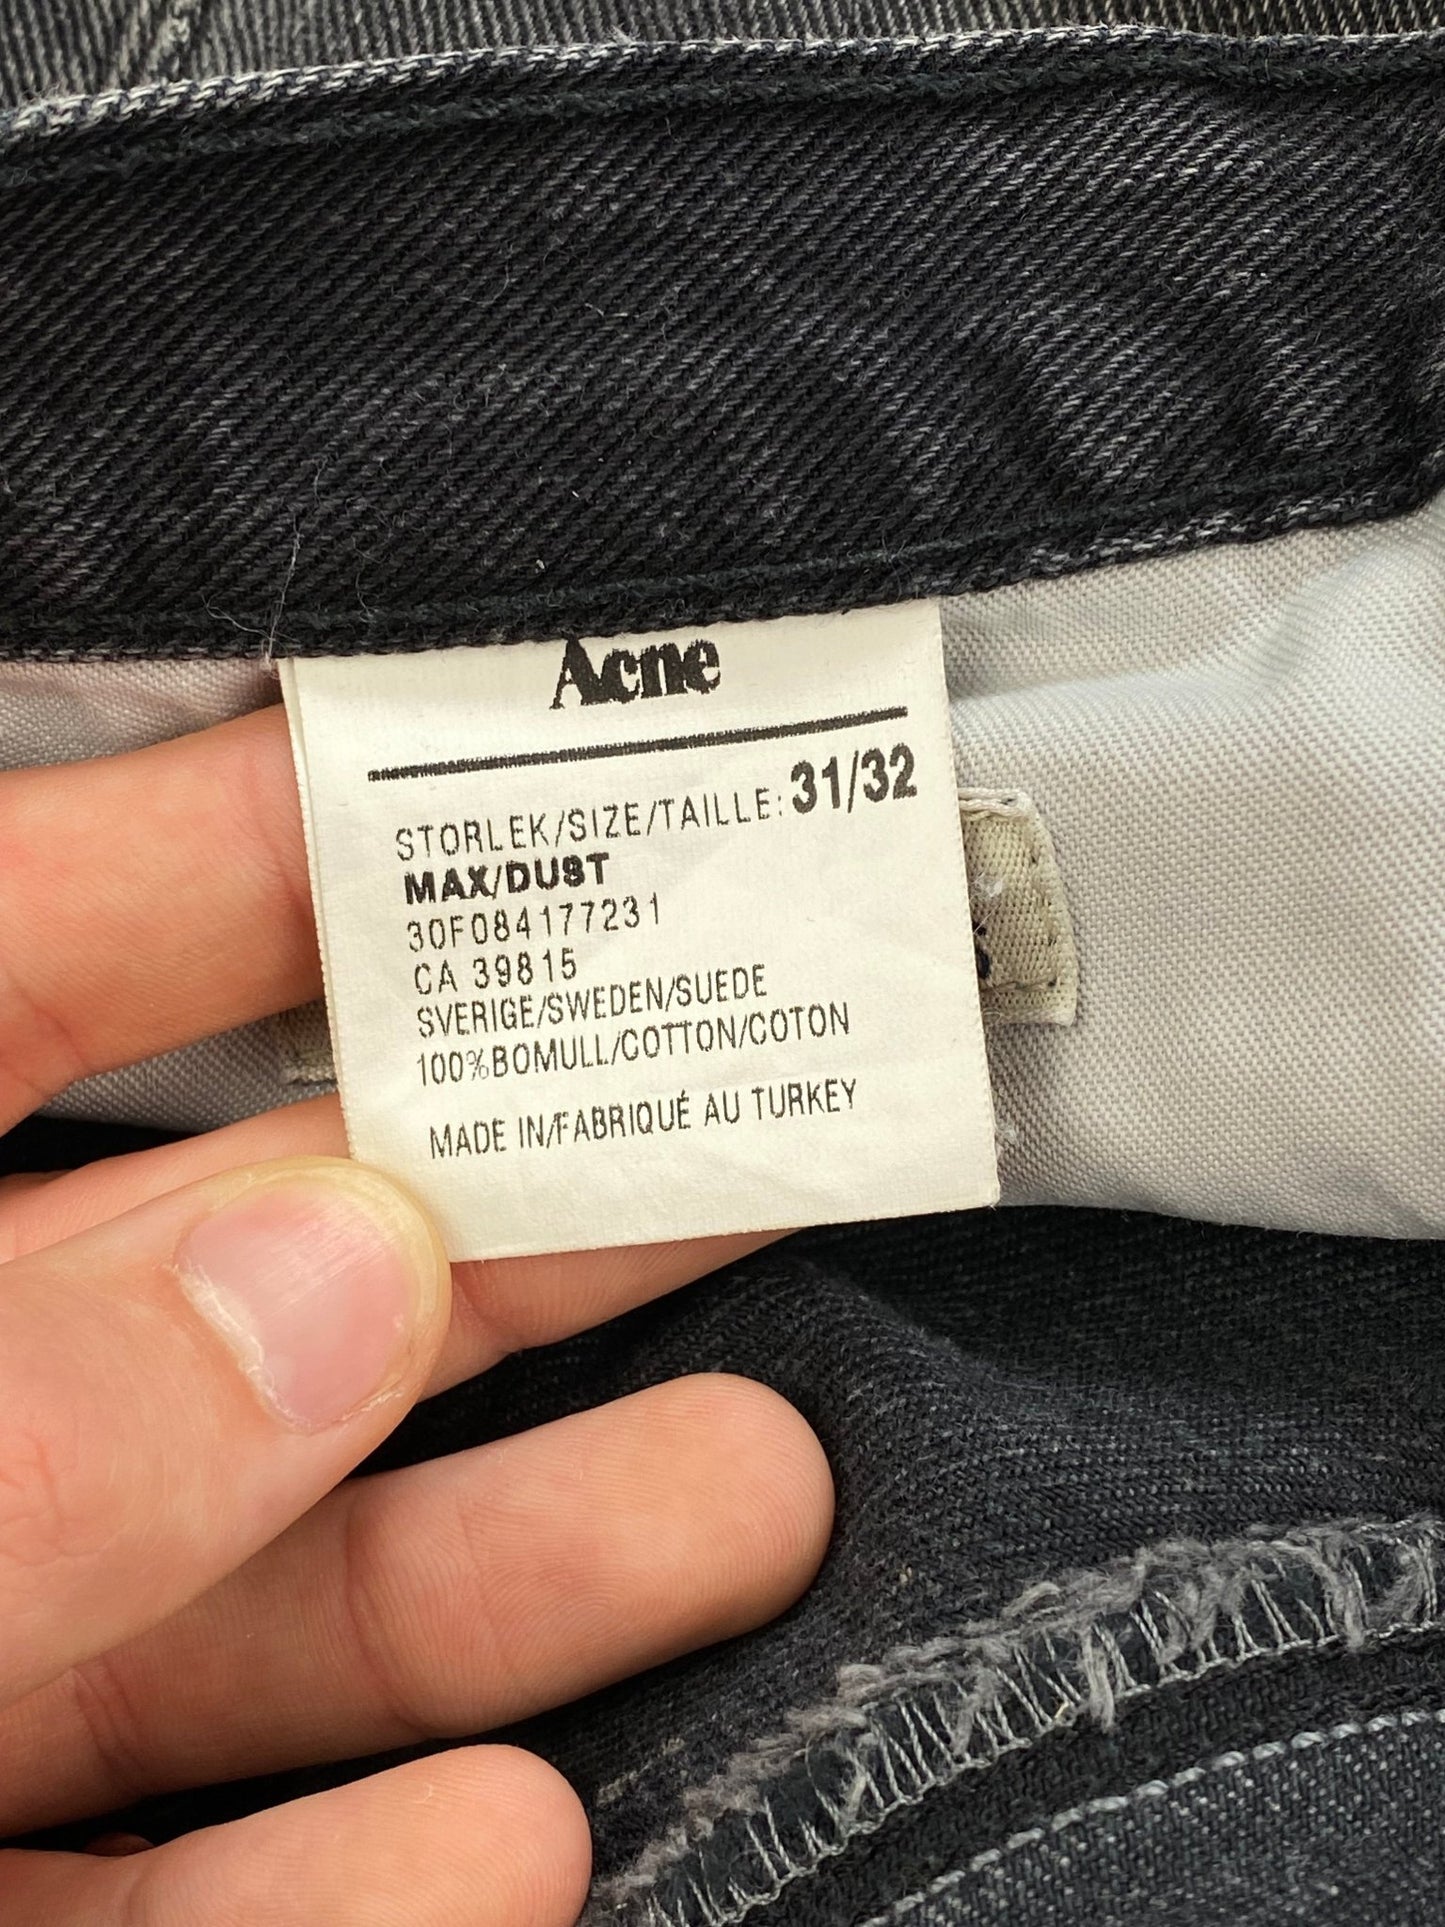 Acne
STORLEK/SIZE/TAILLE: 31/32
MAX/DUST
30F084177231
CA 39815
SVERIGE/SWEDEN/SUEDE
100%BOMULL/COTTON/COTON
MADE IN/FABRIQUÉ AU TURKEY